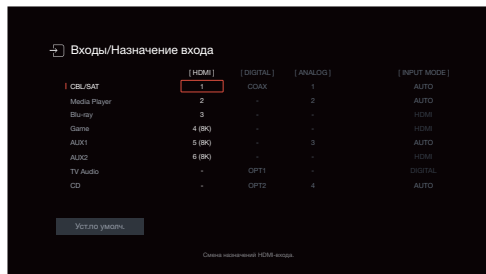 Входы/Назначение входа
[ HDMI ] [ DIGITAL ] [ ANALOG ] [ INPUT MODE ]
CBL/SAT 1 COAX 1 AUTO
Media Player 2 - 2 AUTO
Blu-ray 3 - - HDMI
Game 4 (8K) - - HDMI
AUX1 5 (8K) - 3 AUTO
AUX2 6 (8K) - - HDMI
TV Audio - OPT1 - DIGITAL
CD - OPT2 4 AUTO
Уст.по умолч.
Смена назначений HDMI-входа.